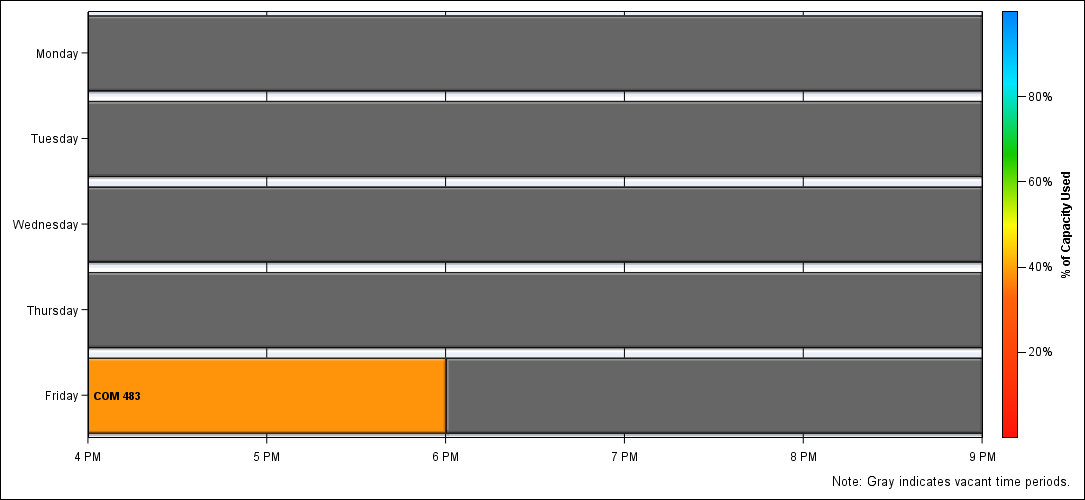 Monday
Tuesday
Wednesday
Thursday
Friday
COM 483
4 PM
5 PM
6 PM
7 PM
8 PM
9 PM
80%
60%
40%
20%
% of Capacity Used
Note: Gray indicates vacant time periods.